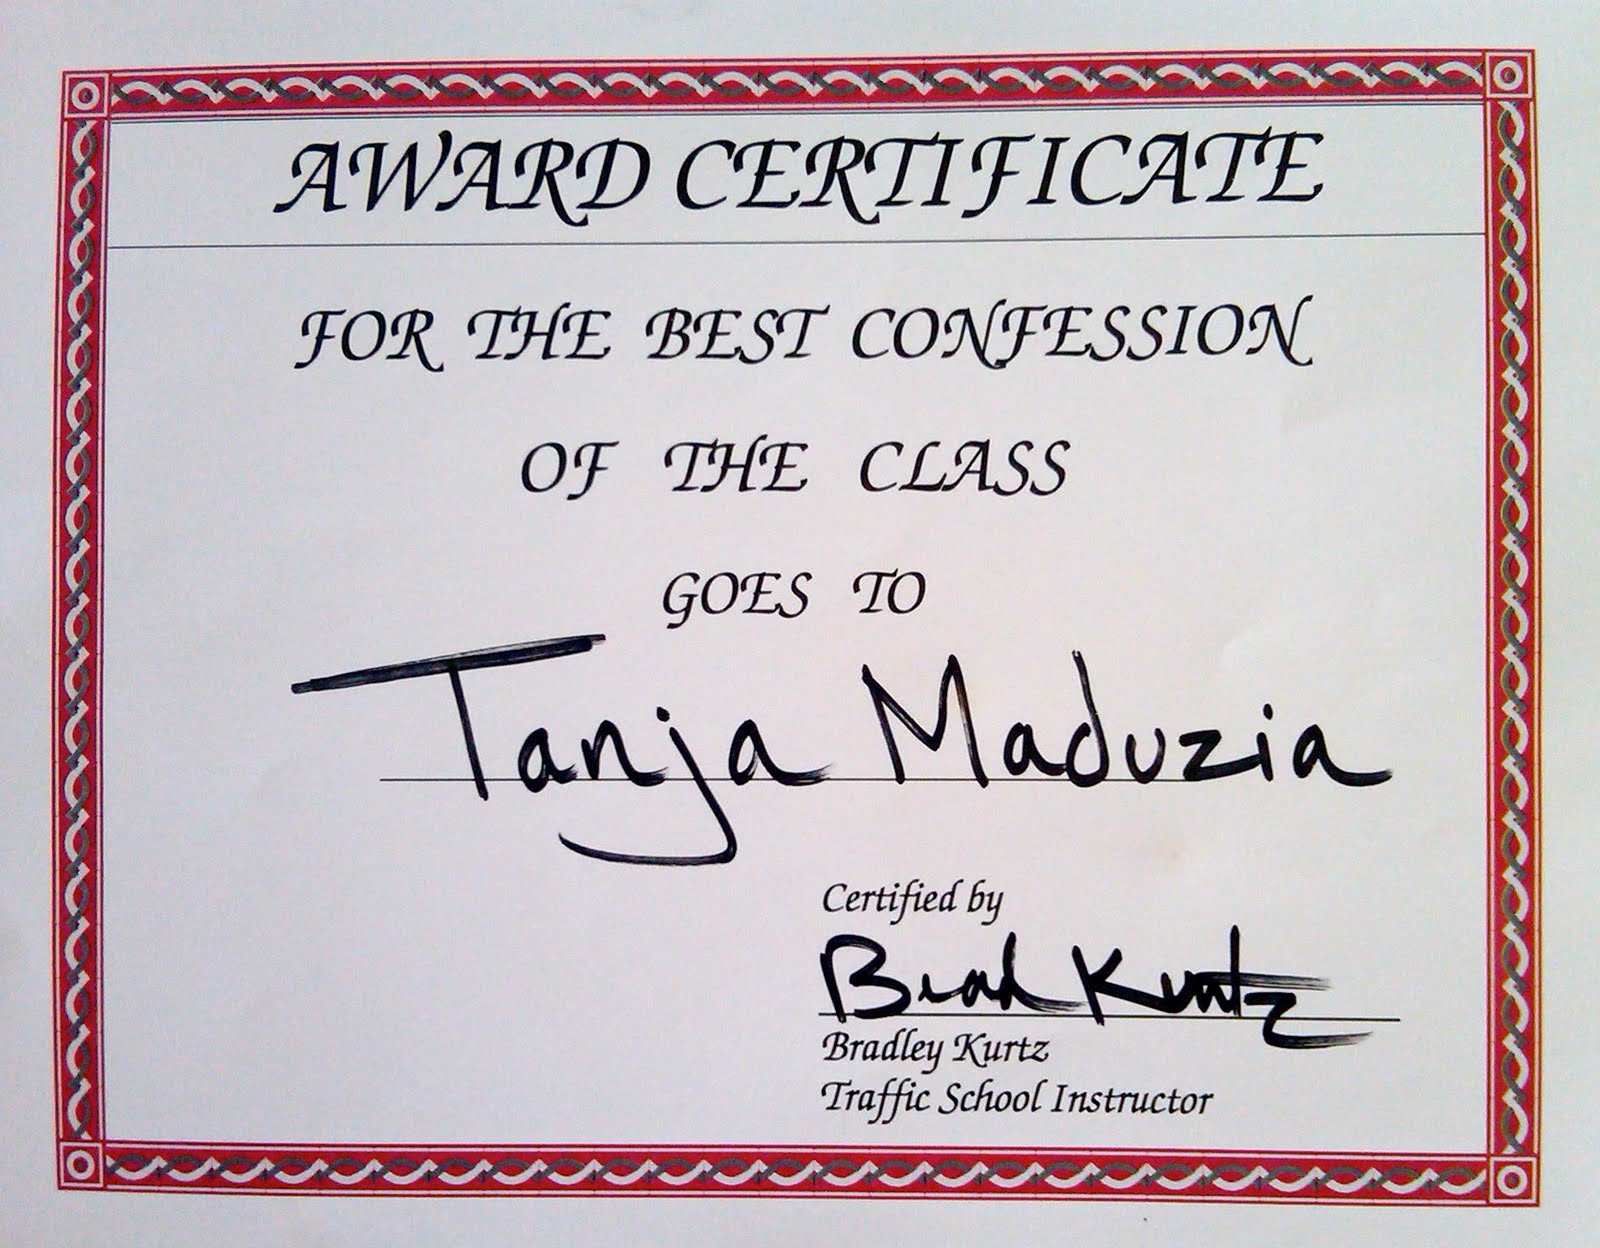 AWARD CERTIFICATE
FOR THE BEST CONFESSION
OF THE CLASS
GOES TO
Tanja Maduzia
Certified by
Brad Kurtz
Bradley Kurtz
Traffic School Instructor